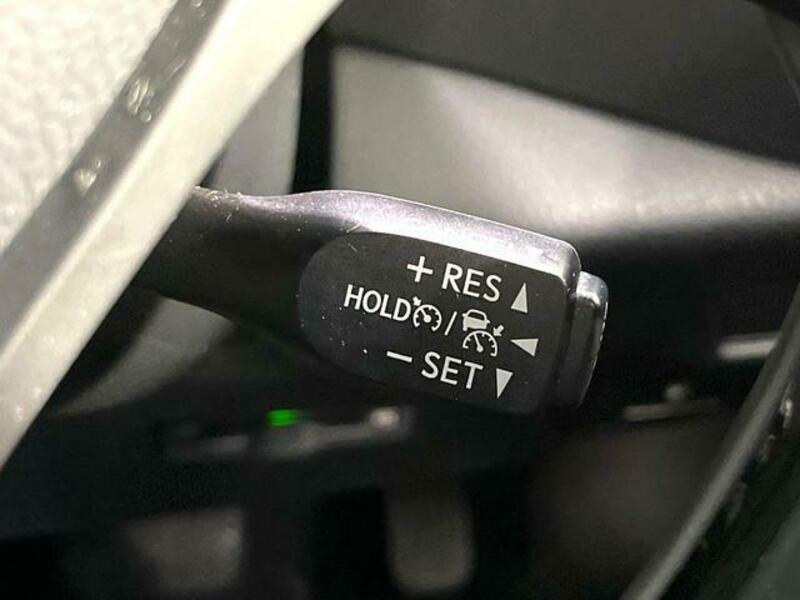 + RES ▲
HOLD / ◀
− SET ▼